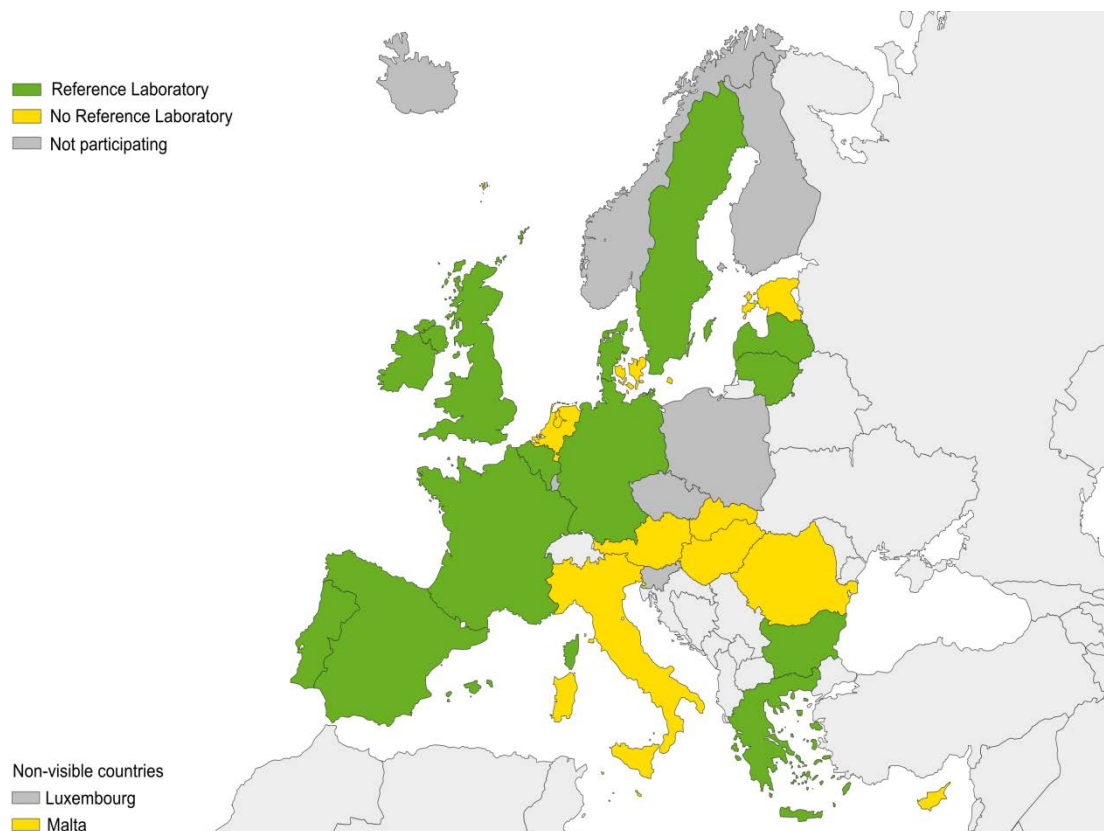 Reference Laboratory
No Reference Laboratory
Not participating
Non-visible countries
Luxembourg
Malta